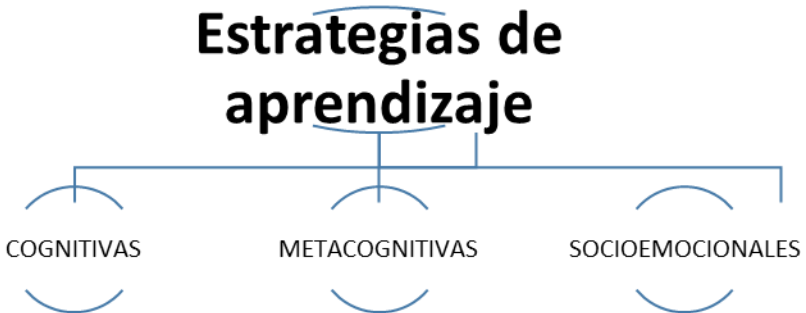 Estrategias de
aprendizaje
COGNITIVAS
METACOGNITIVAS
SOCIOEMOCIONALES